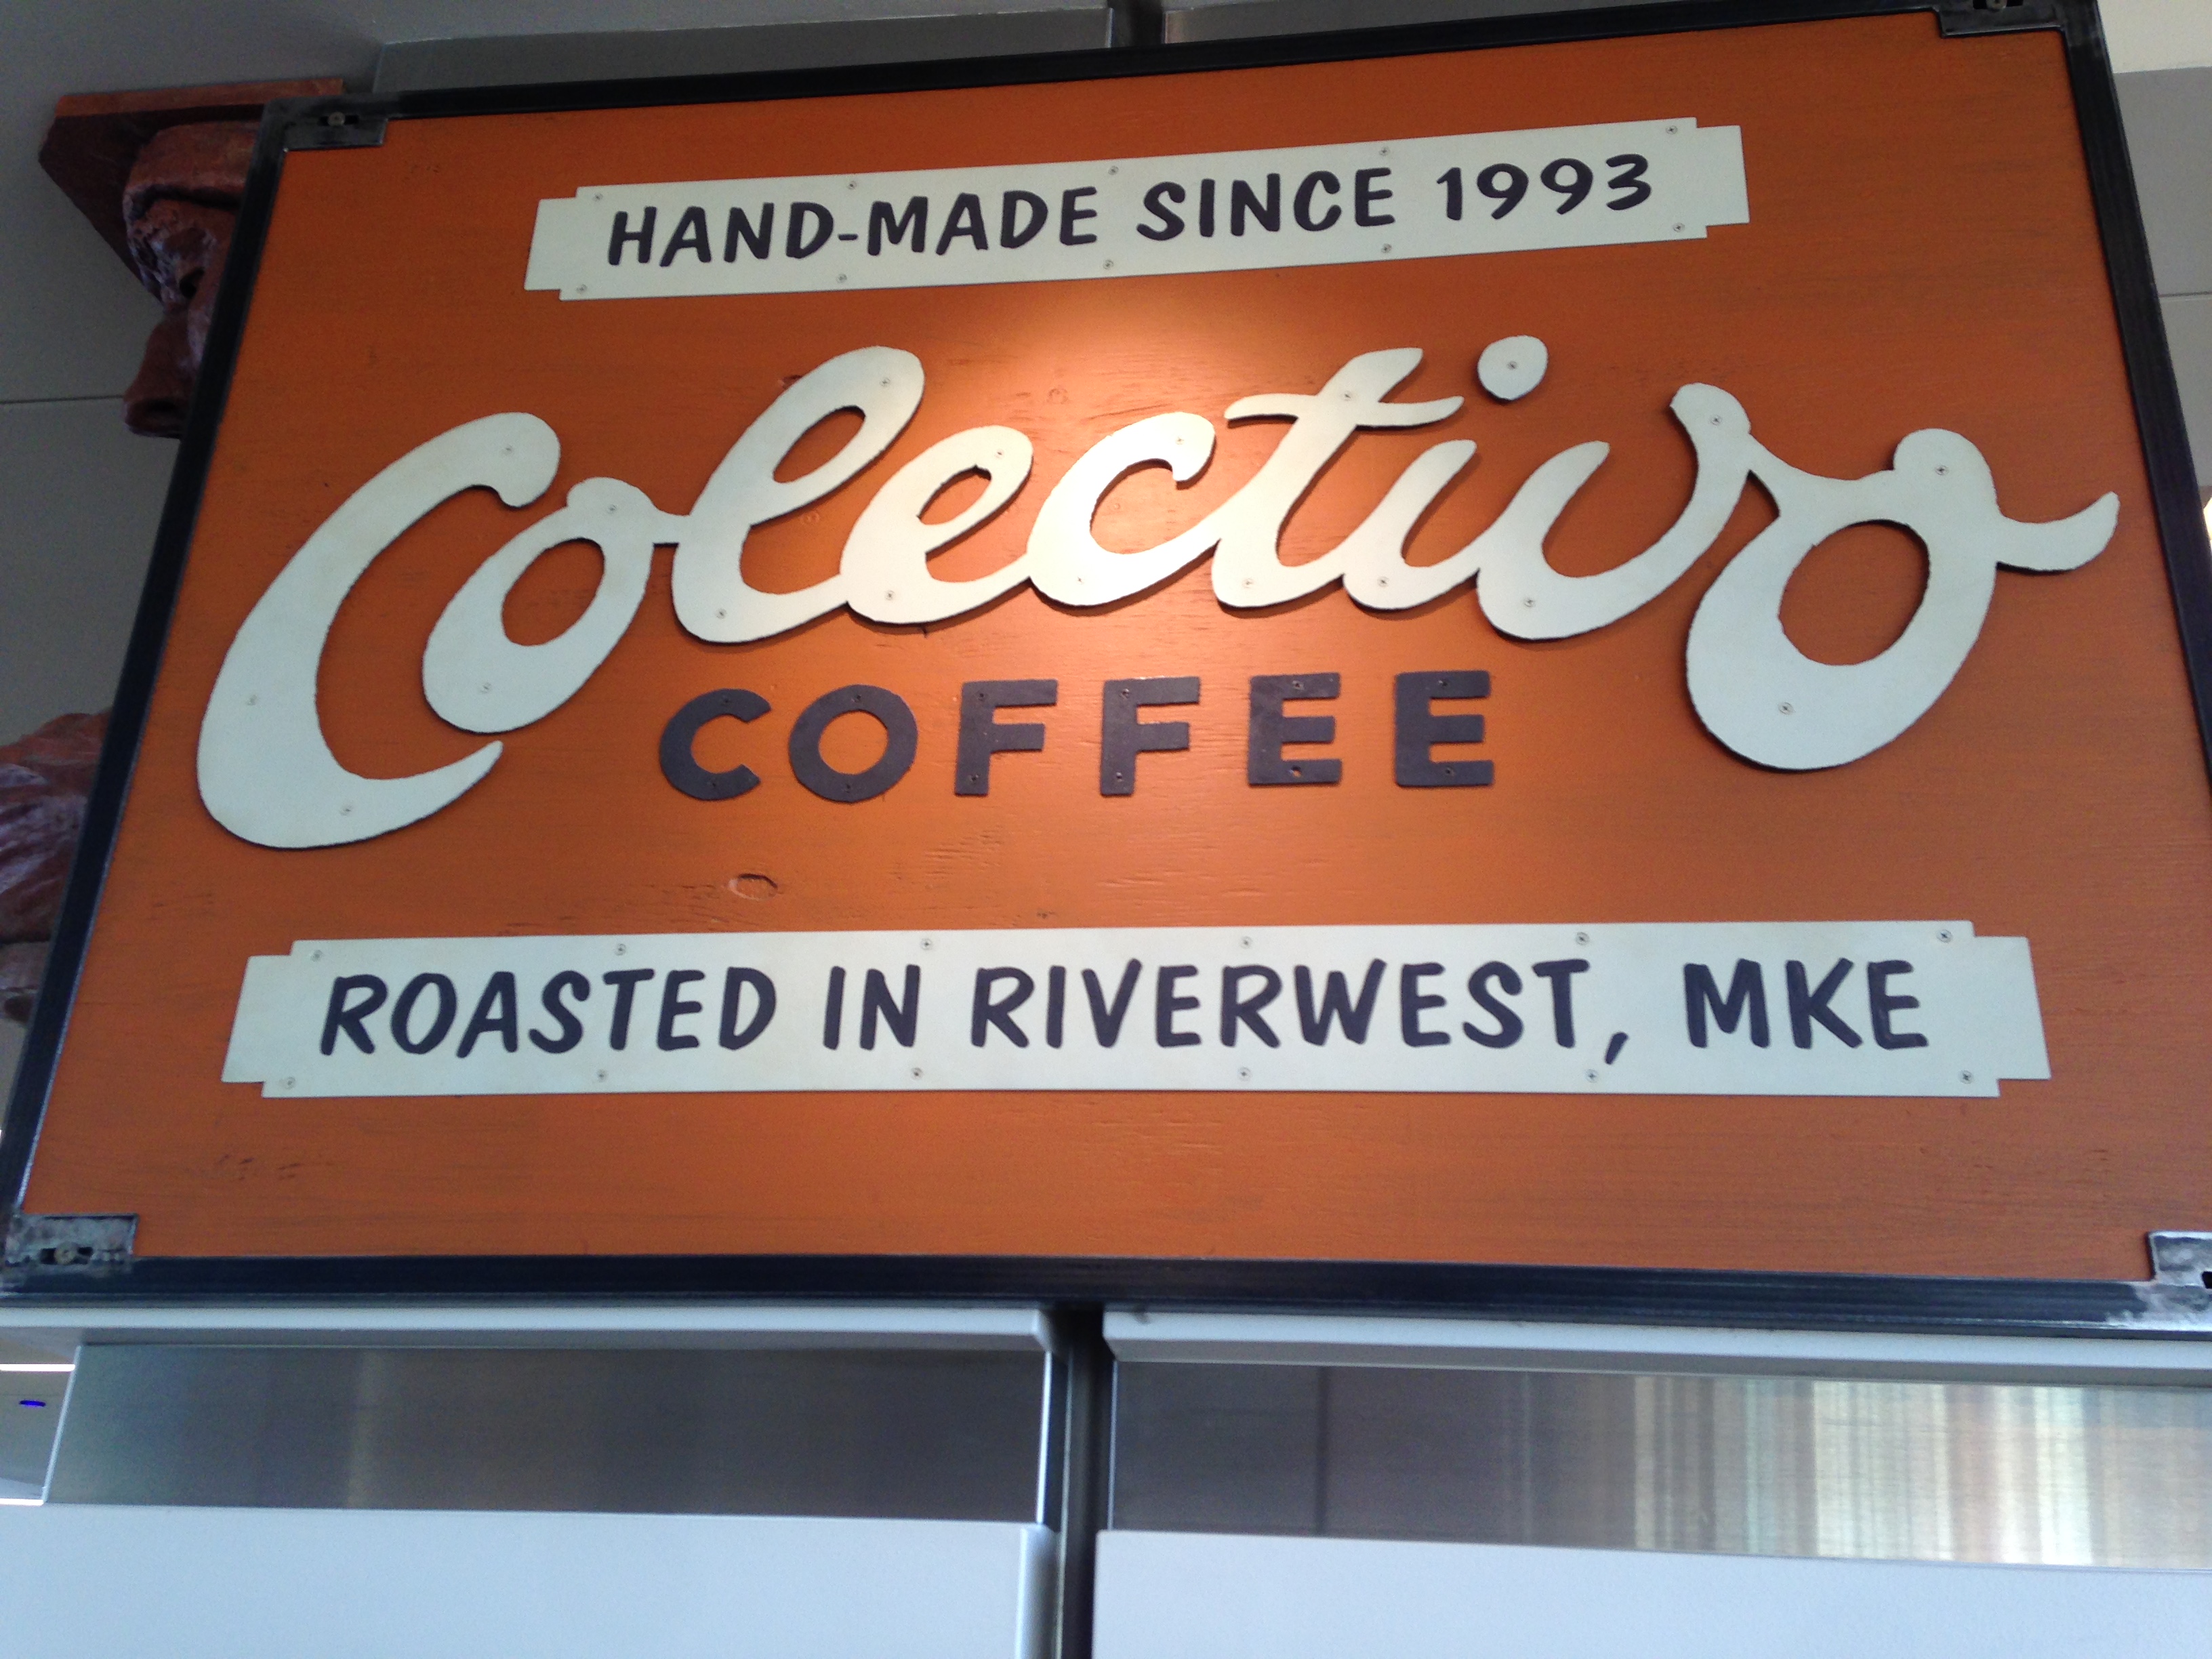 HAND-MADE SINCE 1993
Colectivo
COFFEE
ROASTED IN RIVERWEST, MKE